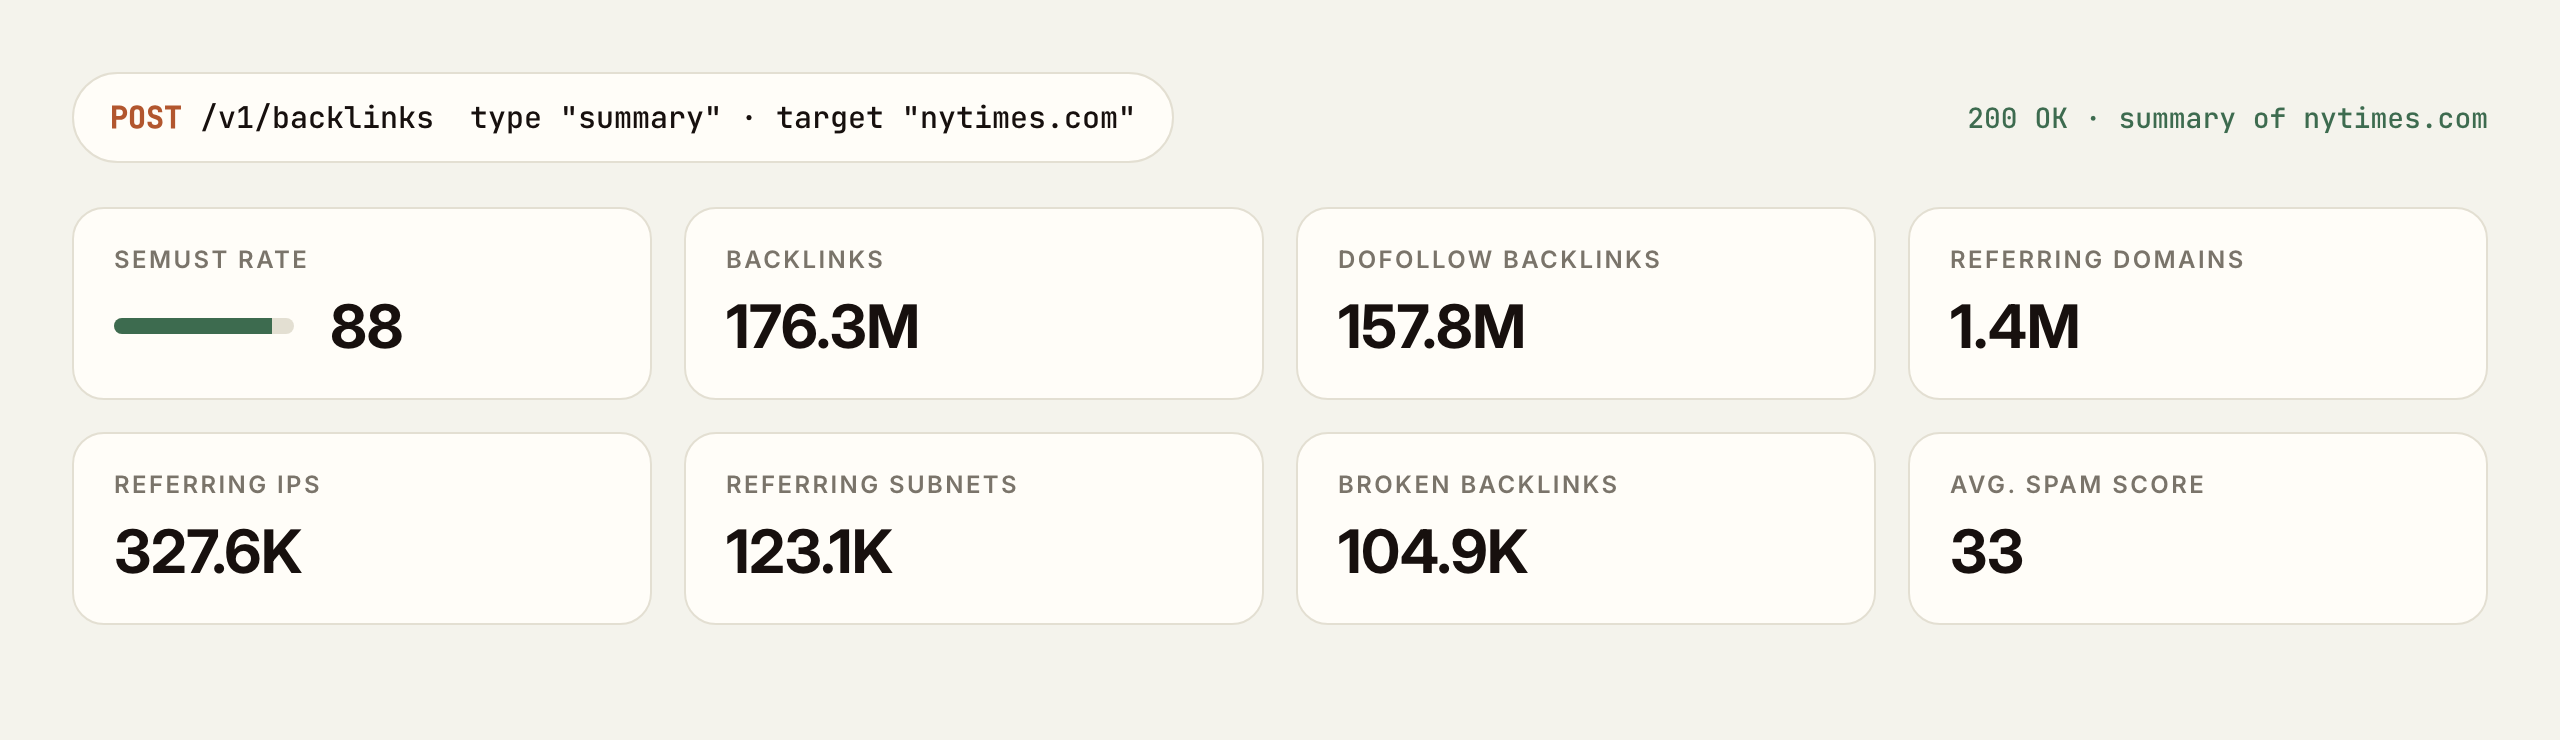 POST /v1/backlinks  type "summary" · target "nytimes.com"
200 OK · summary of nytimes.com
SEMUST RATE
88
BACKLINKS
176.3M
DOFOLLOW BACKLINKS
157.8M
REFERRING DOMAINS
1.4M
REFERRING IPS
327.6K
REFERRING SUBNETS
123.1K
BROKEN BACKLINKS
104.9K
AVG. SPAM SCORE
33